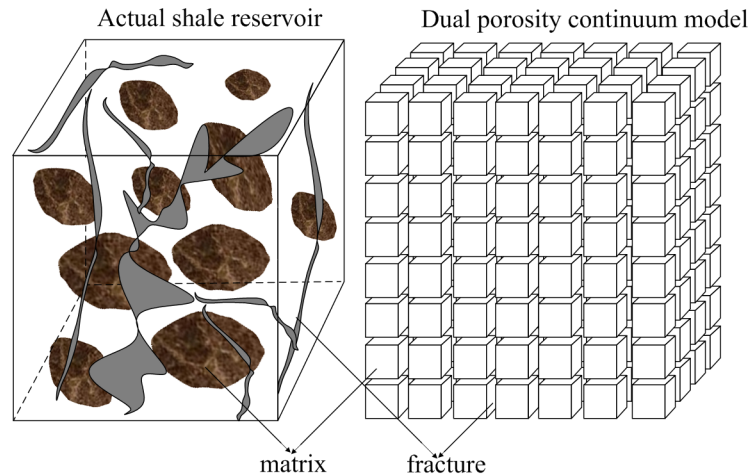 Actual shale reservoir
Dual porosity continuum model
matrix
fracture